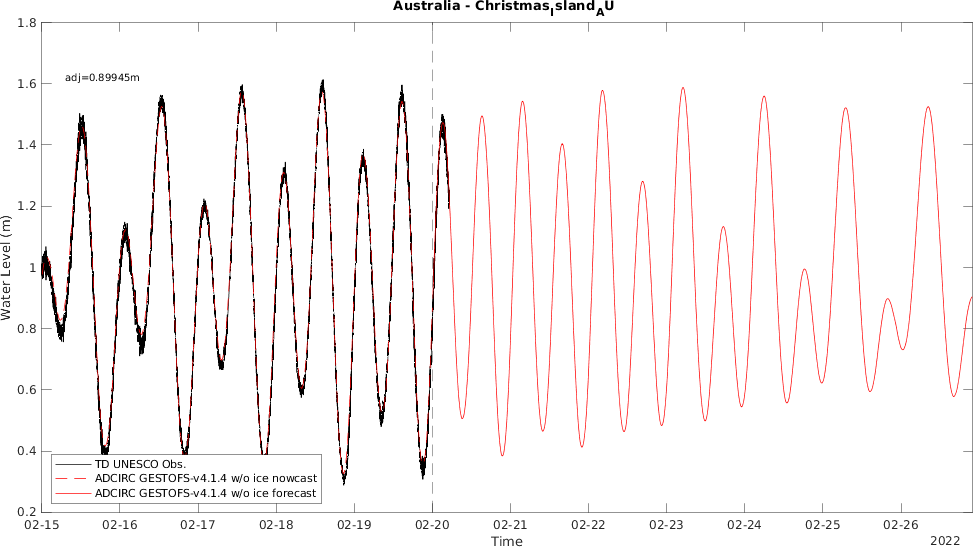 Australia - Christmas_Island_AU
1.8
1.6
1.4
1.2
1
0.8
0.6
0.4
0.2
Water Level (m)
adj=0.89945m
TD UNESCO Obs.
ADCIRC GESTOFS-v4.1.4 w/o ice nowcast
ADCIRC GESTOFS-v4.1.4 w/o ice forecast
02-15 02-16 02-17 02-18 02-19 02-20 02-21 02-22 02-23 02-24 02-25 02-26
Time
2022